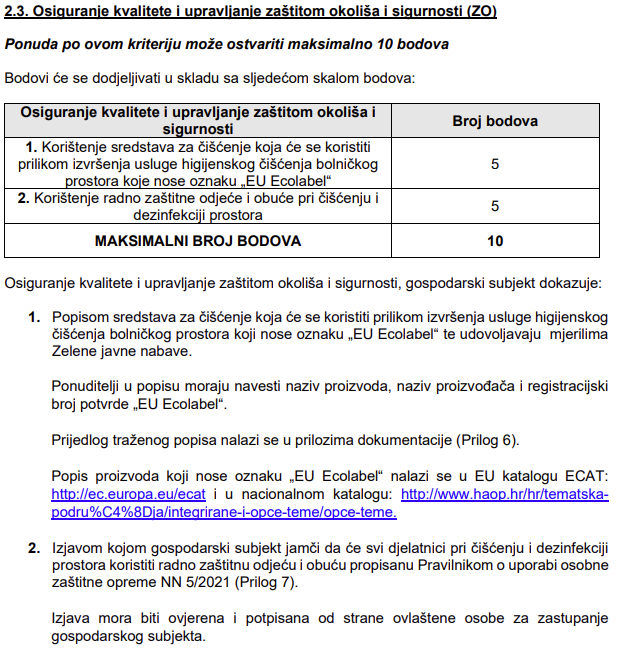 2.3. Osiguranje kvalitete i upravljanje zaštitom okoliša i sigurnosti (ZO)
Ponuda po ovom kriteriju može ostvariti maksimalno 10 bodova
Bodovi će se dodjeljivati u skladu sa sljedećom skalom bodova:
Osiguranje kvalitete i upravljanje zaštitom okoliša i
sigurnosti
Broj bodova
1. Korištenje sredstava za čišćenje koja će se koristiti
prilikom izvršenja usluge higijenskog čišćenja bolničkog
prostora koje nose oznaku „EU Ecolabel“
5
2. Korištenje radno zaštitne odjeće i obuće pri čišćenju i
dezinfekciji prostora
5
MAKSIMALNI BROJ BODOVA
10
Osiguranje kvalitete i upravljanje zaštitom okoliša i sigurnosti, gospodarski subjekt dokazuje:
1. Popisom sredstava za čišćenje koja će se koristiti prilikom izvršenja usluge higijenskog
čišćenja bolničkog prostora koji nose oznaku „EU Ecolabel“ te udovoljavaju mjerilima
Zelene javne nabave.
Ponuditelji u popisu moraju navesti naziv proizvoda, naziv proizvođača i registracijski
broj potvrde „EU Ecolabel“.
Prijedlog traženog popisa nalazi se u prilozima dokumentacije (Prilog 6).
Popis proizvoda koji nose oznaku „EU Ecolabel“ nalazi se u EU katalogu ECAT:
http://ec.europa.eu/ecat i u nacionalnom katalogu: http://www.haop.hr/hr/tematska-
podru%C4%8Dja/integrirane-i-opce-teme/opce-teme.
2. Izjavom kojom gospodarski subjekt jamči da će svi djelatnici pri čišćenju i dezinfekciji
prostora koristiti radno zaštitnu odjeću i obuću propisanu Pravilnikom o uporabi osobne
zaštitne opreme NN 5/2021 (Prilog 7).
Izjava mora biti ovjerena i potpisana od strane ovlaštene osobe za zastupanje
gospodarskog subjekta.